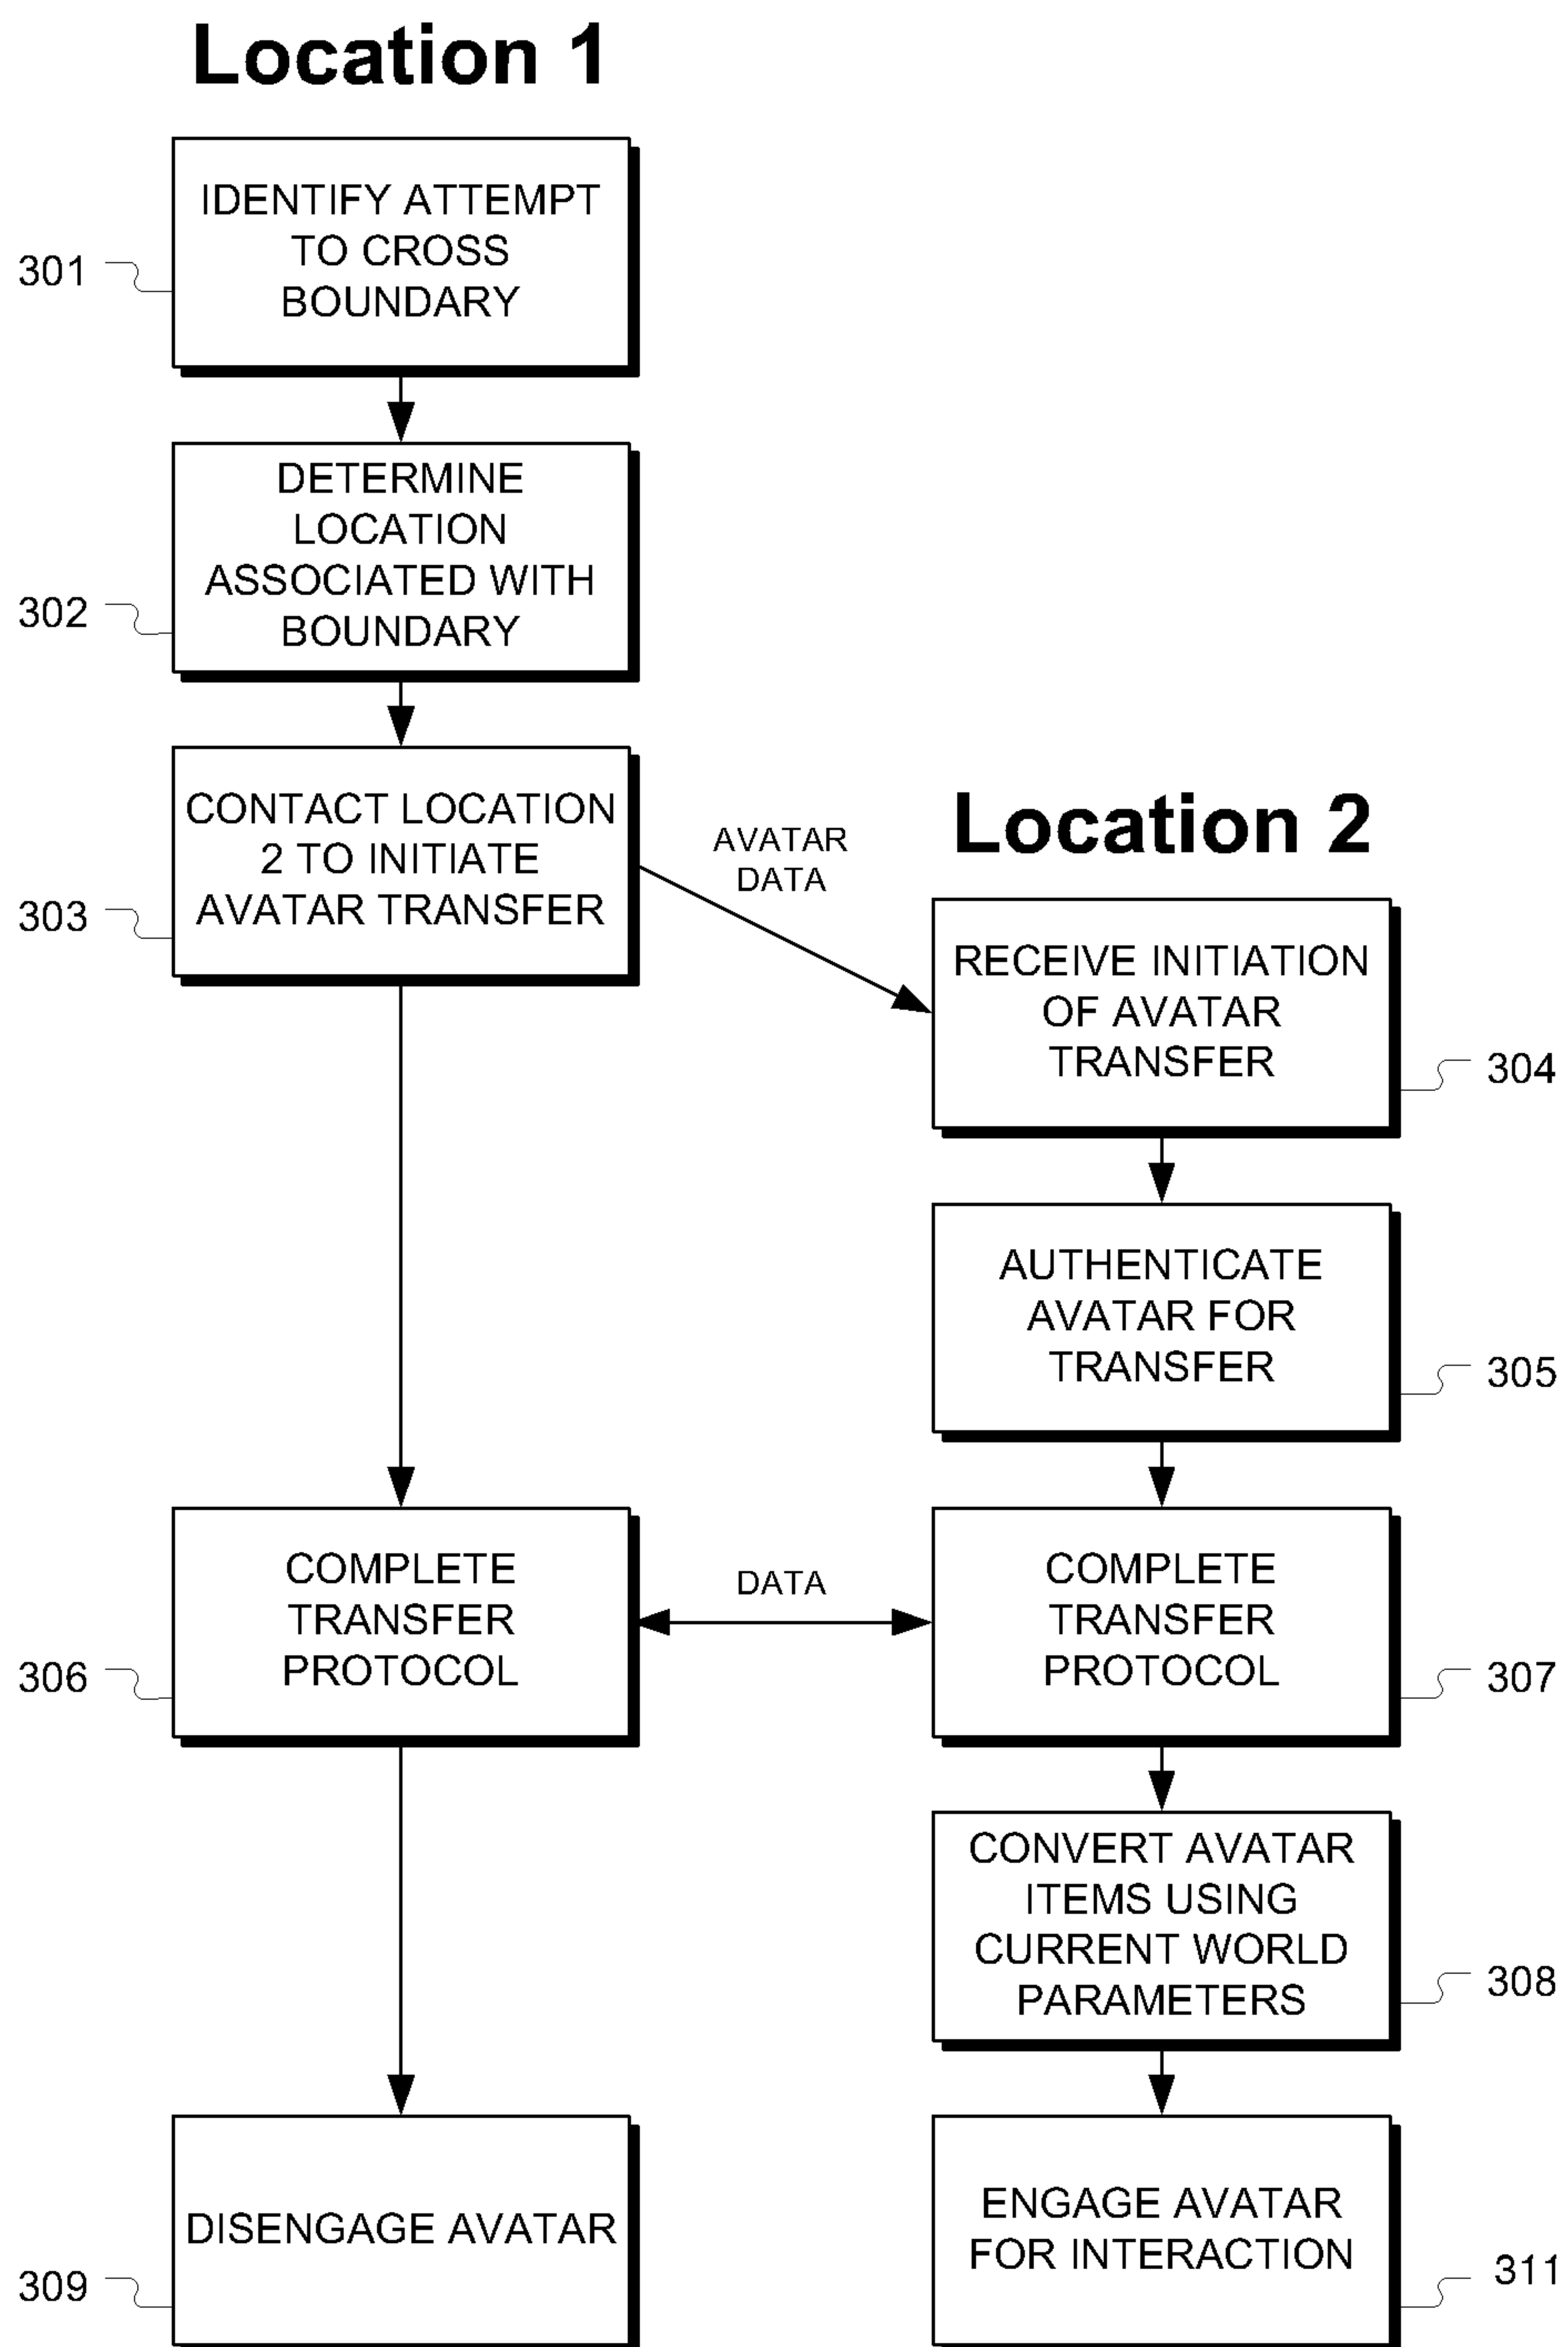 Location 1
IDENTIFY ATTEMPT
TO CROSS
BOUNDARY
301
DETERMINE
LOCATION
ASSOCIATED WITH
BOUNDARY
302
CONTACT LOCATION
2 TO INITIATE
AVATAR TRANSFER
303
AVATAR
DATA
Location 2
RECEIVE INITIATION
OF AVATAR
TRANSFER
304
AUTHENTICATE
AVATAR FOR
TRANSFER
305
COMPLETE
TRANSFER
PROTOCOL
306
DATA
COMPLETE
TRANSFER
PROTOCOL
307
CONVERT AVATAR
ITEMS USING
CURRENT WORLD
PARAMETERS
308
DISENGAGE AVATAR
309
ENGAGE AVATAR
FOR INTERACTION
311